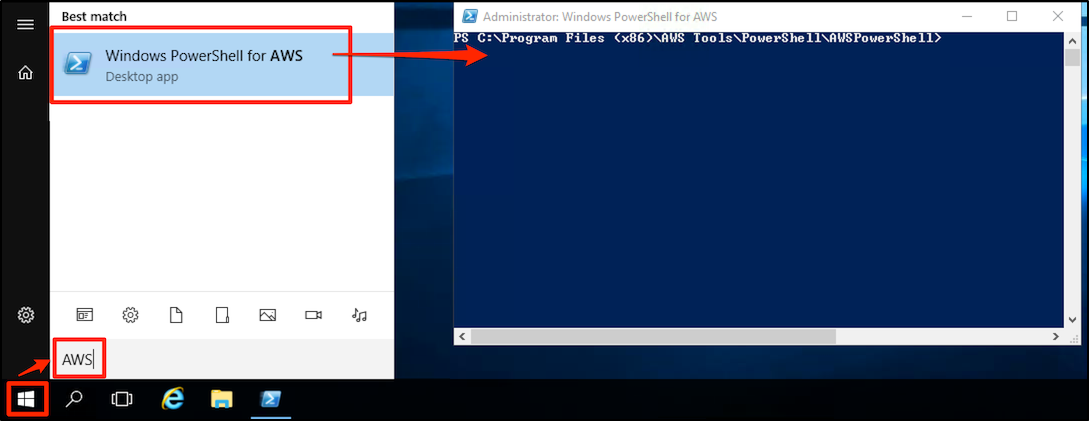 Best match
Windows PowerShell for AWS
Desktop app
AWS
Administrator: Windows PowerShell for AWS
PS C:\Program Files (x86)\AWS Tools\PowerShell\AWSPowerShell>